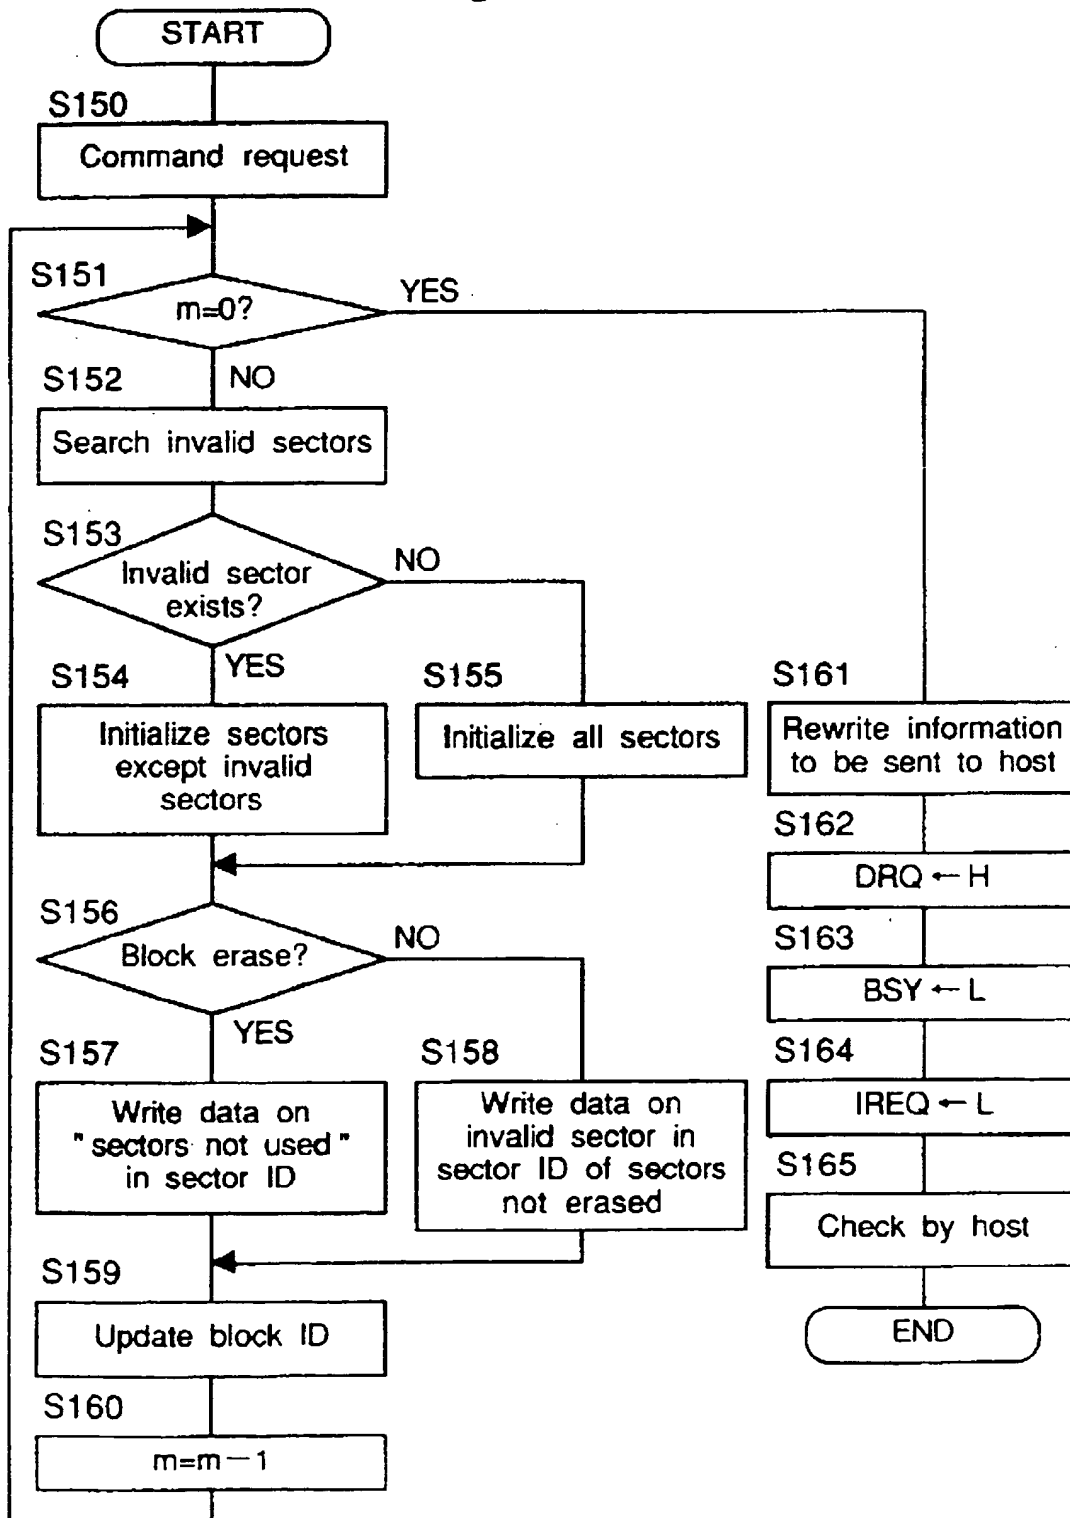 START
S150
Command request
S151
m=0?
YES
NO
S152
Search invalid sectors
S153
Invalid sector
exists?
NO
YES
S154
Initialize sectors
except invalid
sectors
S155
Initialize all sectors
S156
Block erase?
NO
YES
S157
Write data on
" sectors not used "
in sector ID
S158
Write data on
invalid sector in
sector ID of sectors
not erased
S159
Update block ID
S160
m=m−1
S161
Rewrite information
to be sent to host
S162
DRQ ← H
S163
BSY ← L
S164
IREQ ← L
S165
Check by host
END